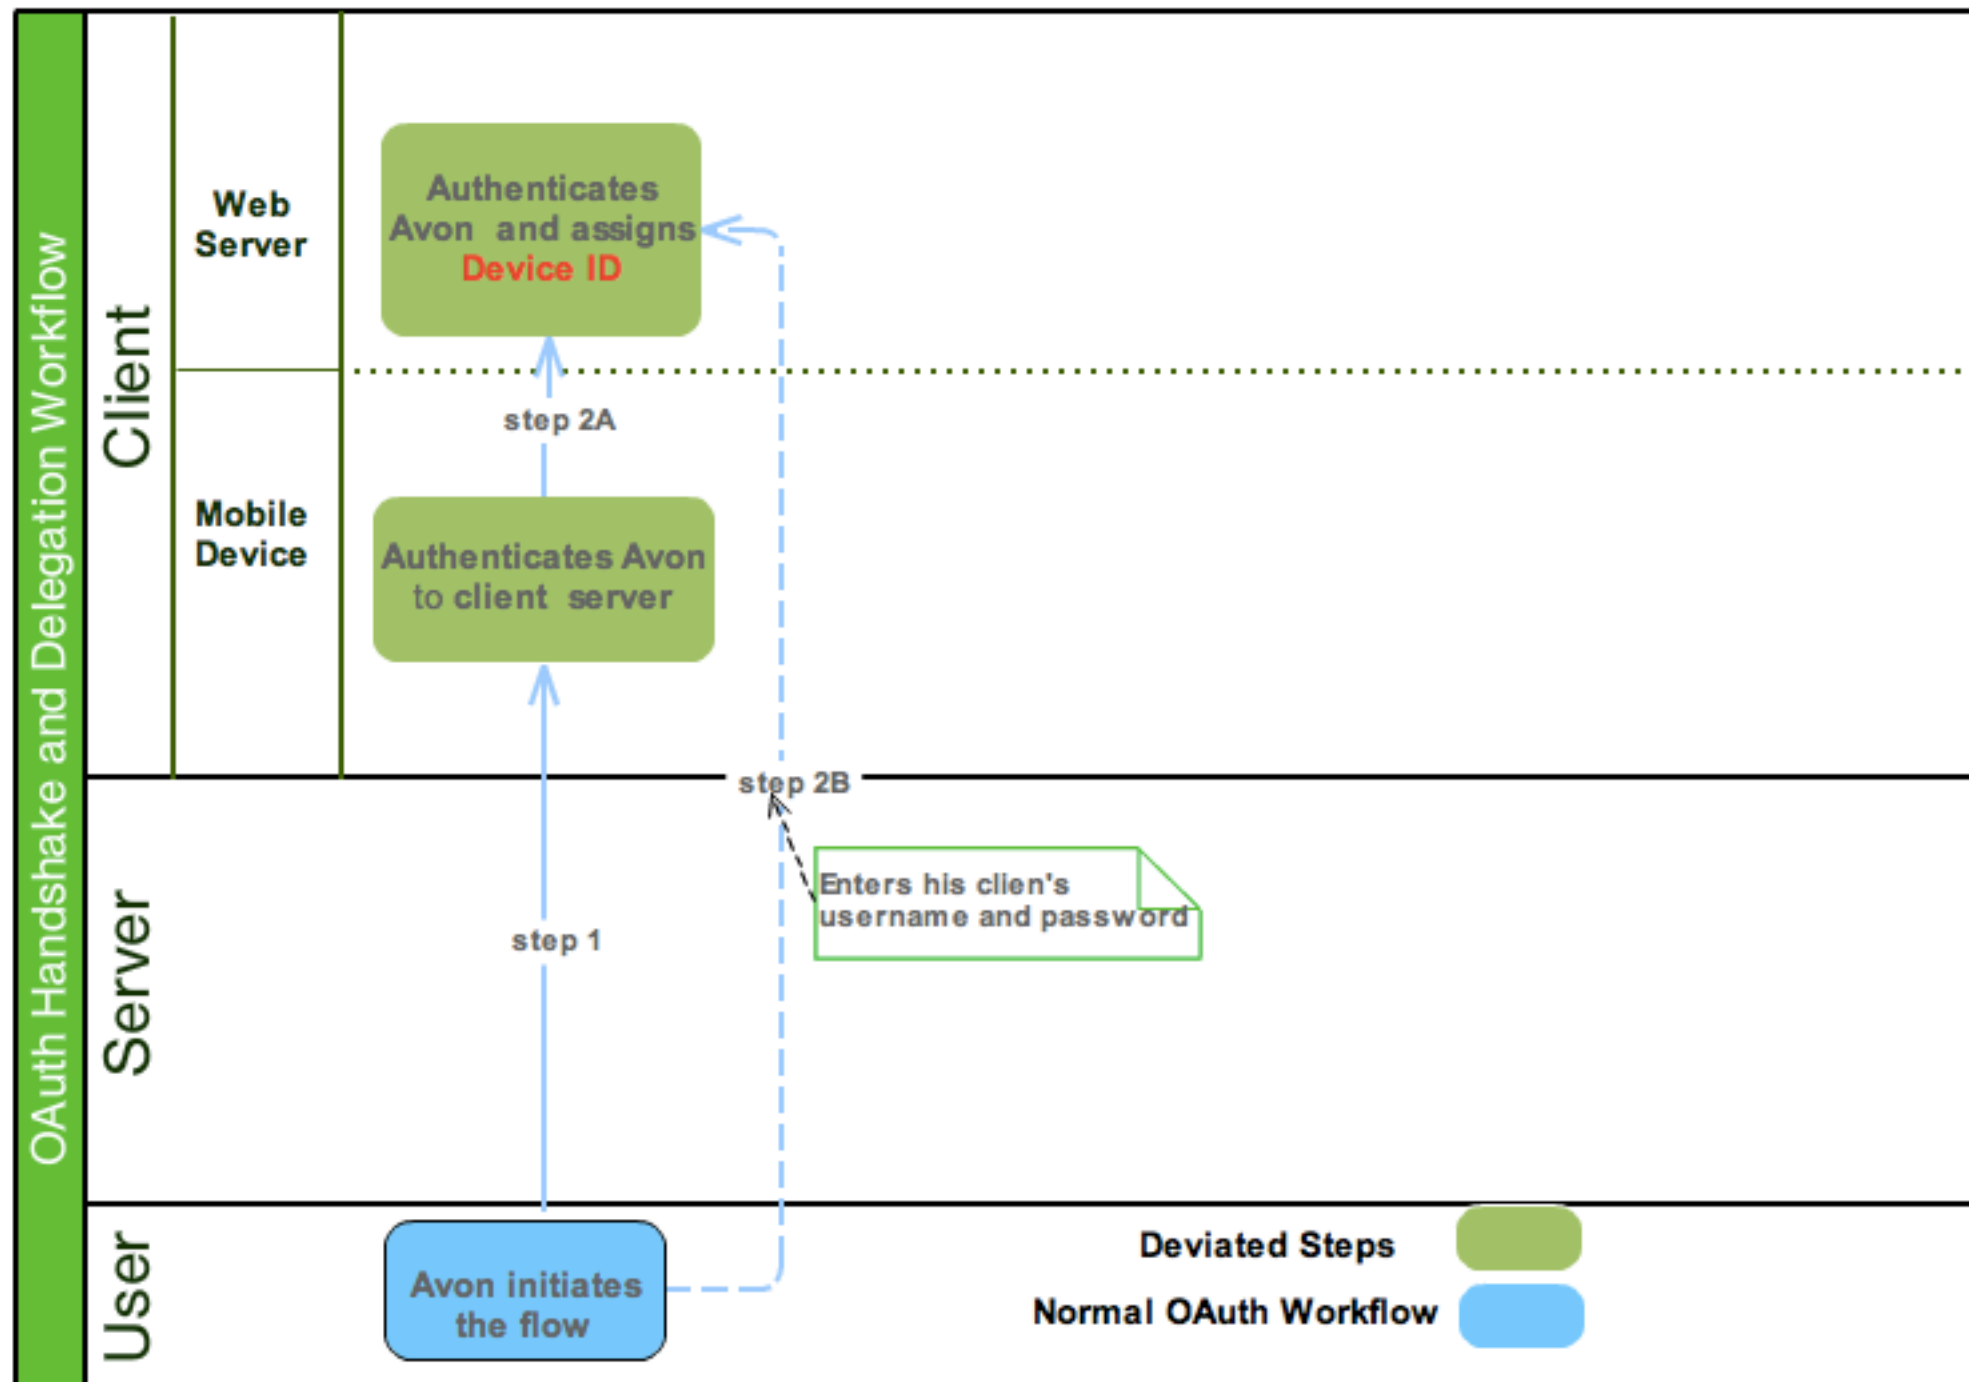 OAuth Handshake and Delegation Workflow
Client
Web
Server
Authenticates
Avon and assigns
Device ID
step 2A
Mobile
Device
Authenticates Avon
to client server
step 2B
Server
Enters his clien's
username and password
step 1
User
Avon initiates
the flow
Deviated Steps
Normal OAuth Workflow